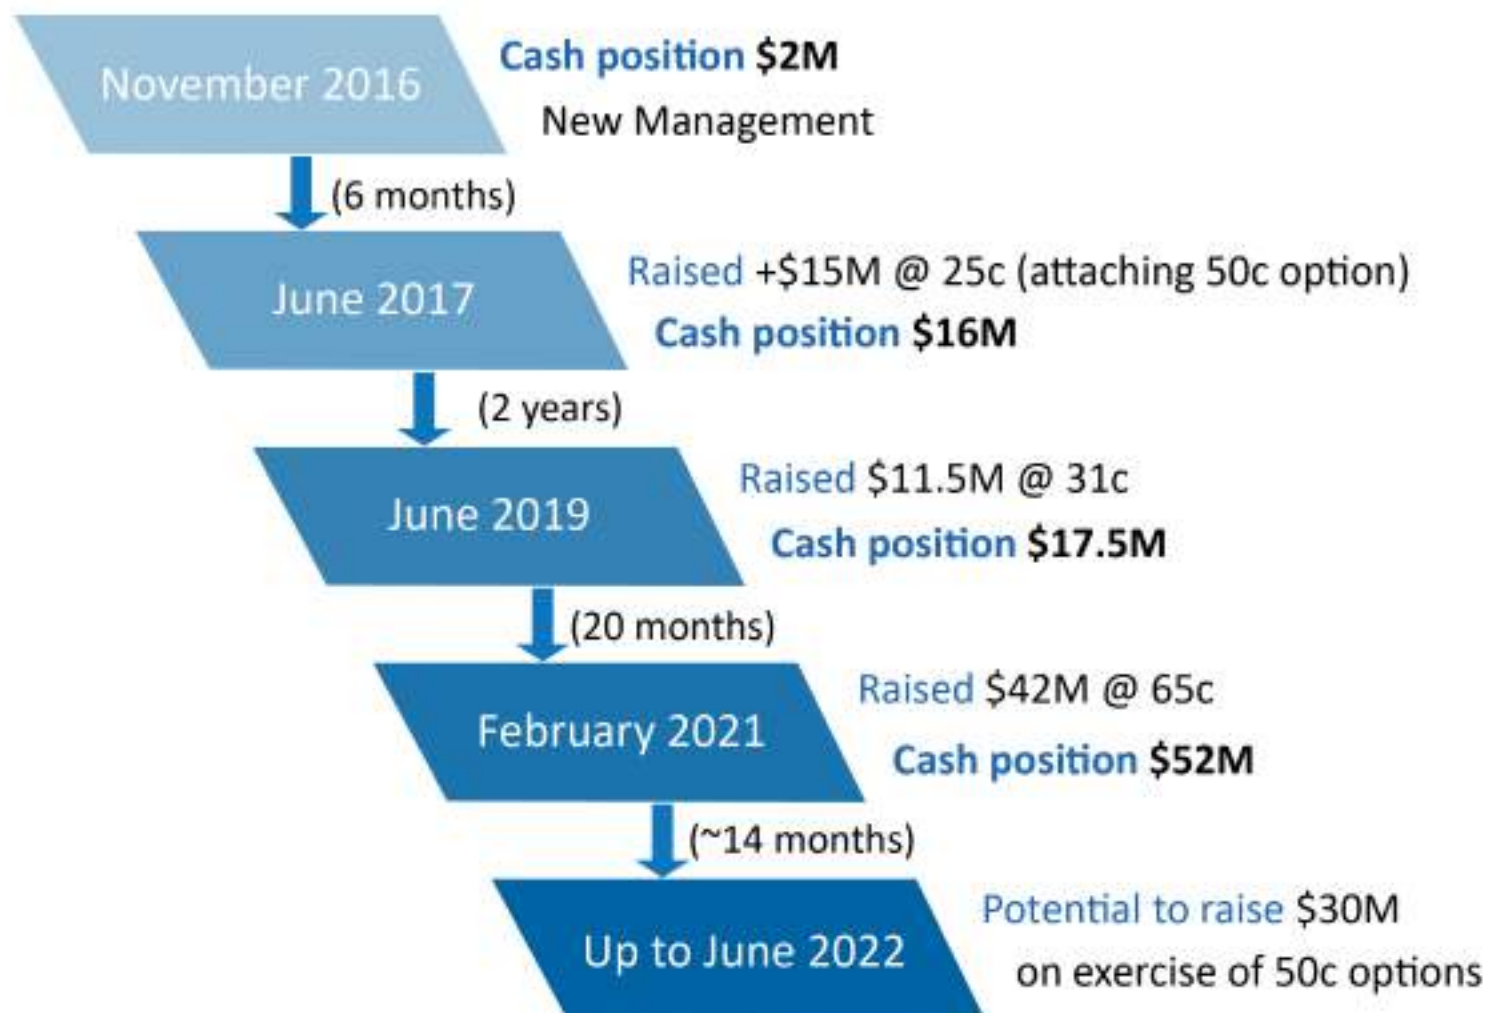 November 2016
Cash position $2M
New Management
(6 months)
June 2017
Raised +$15M @ 25c (attaching 50c option)
Cash position $16M
(2 years)
June 2019
Raised $11.5M @ 31c
Cash position $17.5M
(20 months)
February 2021
Raised $42M @ 65c
Cash position $52M
(~14 months)
Up to June 2022
Potential to raise $30M
on exercise of 50c options